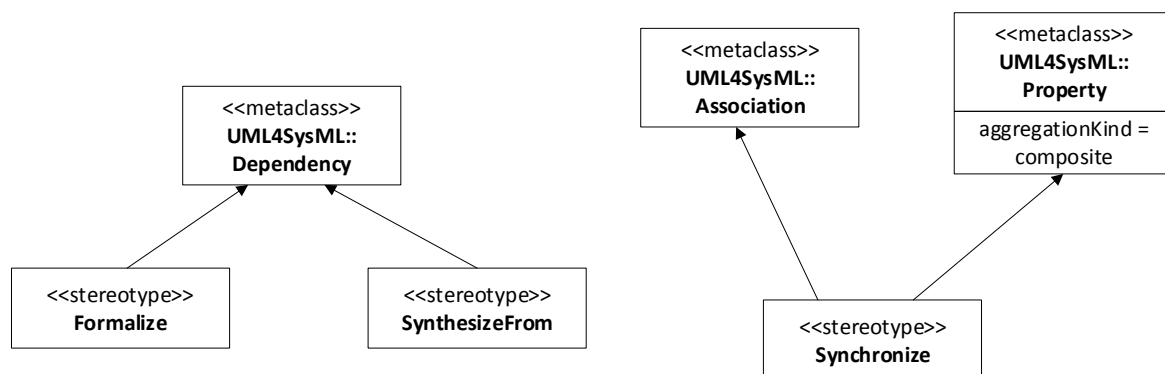 <<metaclass>>
UML4SysML::
Dependency
<<stereotype>>
Formalize
<<stereotype>>
SynthesizeFrom
<<metaclass>>
UML4SysML::
Association
<<metaclass>>
UML4SysML::
Property
aggregationKind =
composite
<<stereotype>>
Synchronize